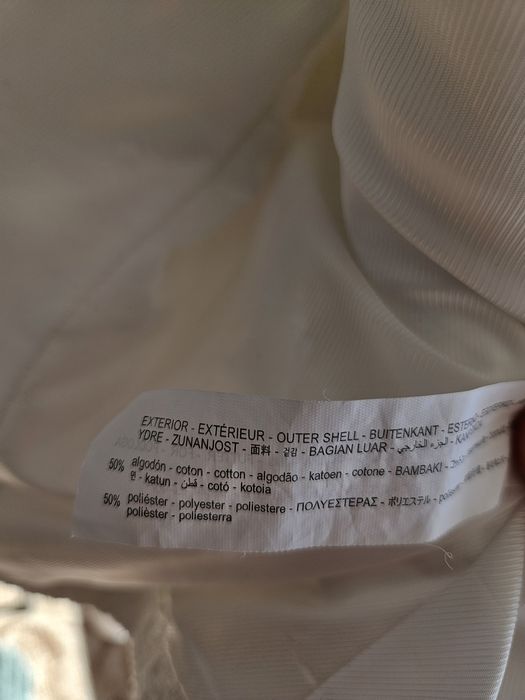 EXTERIOR - EXTÉRIEUR - OUTER SHELL - BUITENKANT -
YDRE - ZUNANJOST - 面料 - 겉감 - BAGIAN LUAR - الجزء الخارجي -
50% algodón - coton - cotton - algodão - katoen - cotone - BAMBAKI -
면 - katun - قطن - cotó - kotoia
50% poliéster - polyester - poliestere - ΠΟΛΥΕΣΤΕΡΑΣ - ポリエステル -
polièster - poliesterra